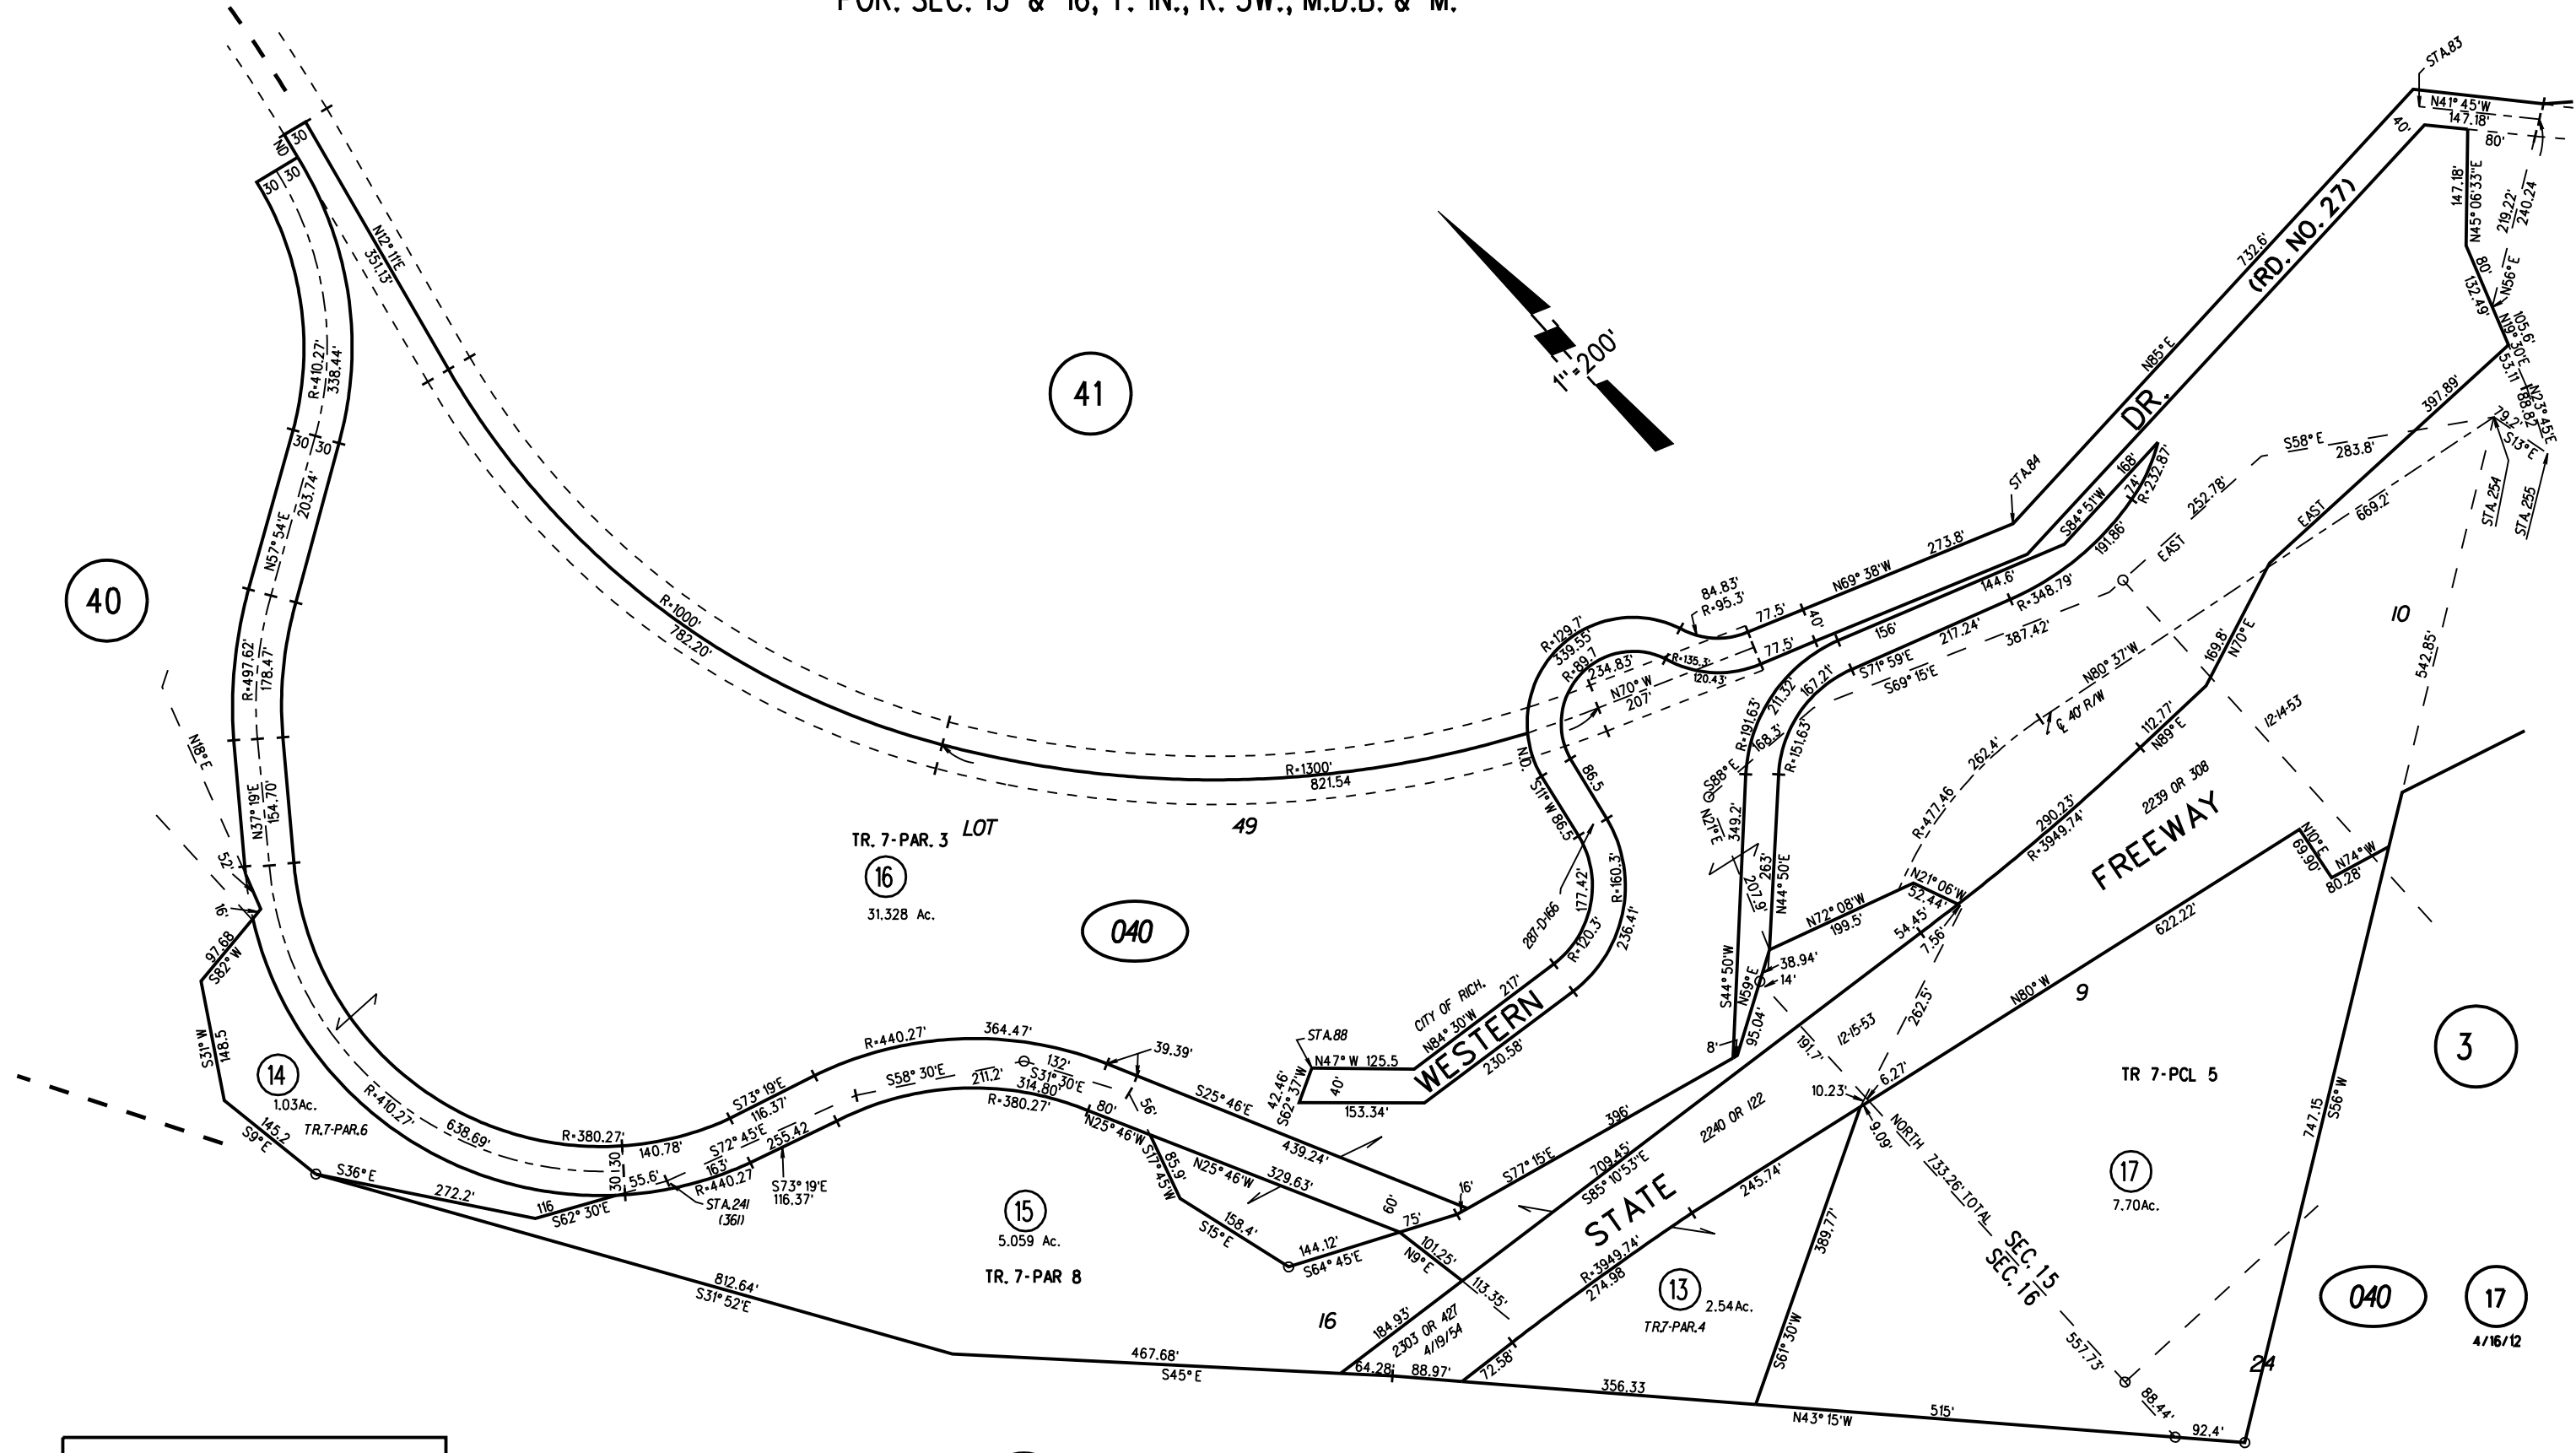 POR. SEC. 15 & 16, T. 1N., R. 5W., M.D.B. & M.
STA.83
N41°45'W
147.18'
40'
80'
30
ND
30
30
147.18'
N45°06'33"E
219.22'
240.24
N12°11'E
351.13'
732.6'
(RD. NO. 27)
80'
132.49'
N56°E
105.6'
N19°30'E
53.11
N23°45'E
88.82
R=410.27'
338.44'
41
1"=200'
N85°E
DR.
397.89'
79.2'
S13°E
S58°E
283.8'
30
30
STA.84
168'
74'
R=232.87'
S84°51'W
191.86'
252.78'
EAST
EAST
669.2'
STA. 254
STA. 255
N57°54'E
203.74'
40
R=1000'
782.20'
273.8'
N69°38'W
84.83'
R=95.3'
77.5'
40'
77.5'
144.6'
R=348.79'
156'
217.24'
387.42'
S71°59'E
S69°15'E
10
R=129.7'
339.55'
R=89.7
234.83'
R=135.3'
120.43'
N70°W
207'
R=497.62'
178.47'
169.8'
N70°E
N80°37'W
542.85'
N18°E
R=191.63'
211.32'
167.21'
168.3'
R=151.63'
℄ 40' R/W
112.77'
N89°E
12-14-53
262.4'
R=1300'
821.54
N.D.
86.5
S11°W 86.5
S88°E
N21°E
349.2'
R=477.46
2239 OR 308
290.23'
R=3949.74'
FREEWAY
N37°19'E
154.70'
52'
TR. 7-PAR. 3
LOT
49
16
31.328 Ac.
040
R=160.3'
177.42'
287-D-166
R=120.3'
236.41'
263'
207.9'
N44°50'E
N21°06'W
52.44'
N72°08'W
199.5'
54.45'
7.56'
N10°E
69.90'
N74°W
80.28'
622.22'
16'
97.68
S82°W
CITY OF RICH.
217'
N84°30'W
WESTERN
230.58'
38.94'
14'
S44°50'W
N59°E
95.04'
8'
262.5'
12-15-53
191.7'
N80°W
9
3
S31°W
148.5
14
1.03Ac.
TR.7-PAR.6
145.2
S9°E
R=410.27'
638.69'
R=440.27'
364.47'
39.39'
STA.88
N47°W 125.5
42.46'
S62°37'W
40'
153.34'
10.23'
6.27'
TR 7-PCL 5
S73°19'E
116.37'
S58°30'E
211.2'
132'
S31°30'E
314.80'
R=380.27'
56'
80'
S25°46'E
439.24'
R=380.27'
140.78'
S72°45'E
255.42
N25°46'W
S17°45'W
85.9'
N25°46'W
329.63'
396'
S77°15'E
709.45'
S85°10'53"E
2240 OR 122
9.09'
NORTH
733.26' TOTAL
747.15
S56°W
17
7.70Ac.
S36°E
272.2'
30
30
55.6'
163'
R=440.27
116
S62°30'E
STA.241
(361)
S73°19'E
116.37'
15
5.059 Ac.
TR. 7-PAR 8
S15°E
158.4'
60'
16'
75'
144.12'
S64°45'E
101.25'
N9°E
113.35'
STATE
245.74'
R=3949.74'
274.98
389.77'
SEC. 15
SEC. 16
812.64'
S31°52'E
13
2.54Ac.
TR.7-PAR.4
040
17
4/16/12
16
184.93'
2303 OR 427
4/19/54
72.58'
S61°30'W
557.73'
24
467.68'
S45°E
64.28'
88.97'
356.33
515'
N43°15'W
88.44'
92.4'